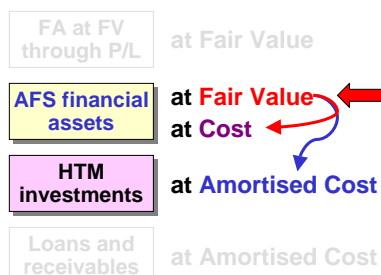 FA at FV
through P/L
at Fair Value
AFS financial
assets
at Fair Value
at Cost
HTM
investments
at Amortised Cost
Loans and
receivables
at Amortised Cost